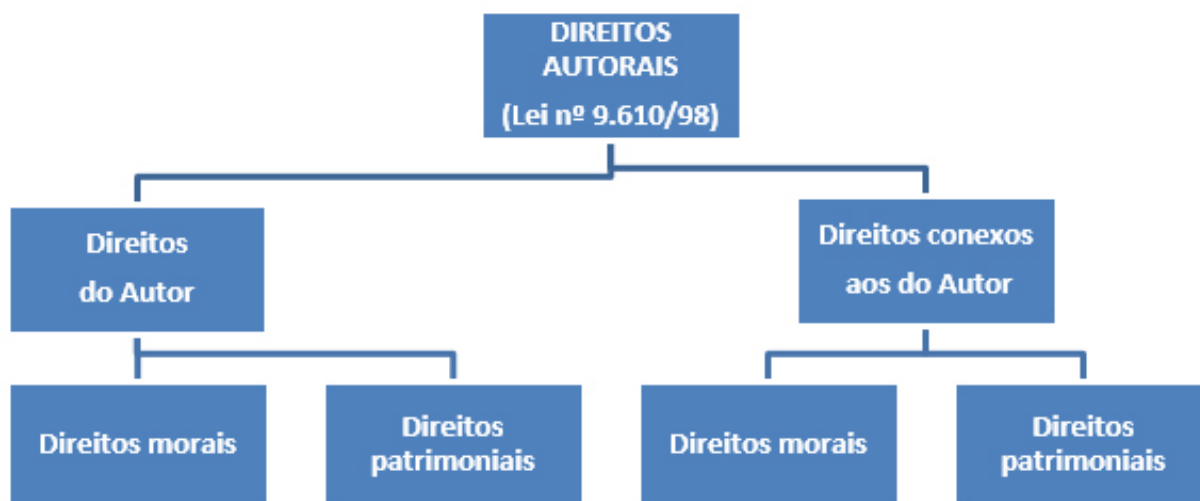 DIREITOS
AUTORAIS
(Lei nº 9.610/98)
Direitos
do Autor
Direitos conexos
aos do Autor
Direitos morais
Direitos
patrimoniais
Direitos morais
Direitos
patrimoniais